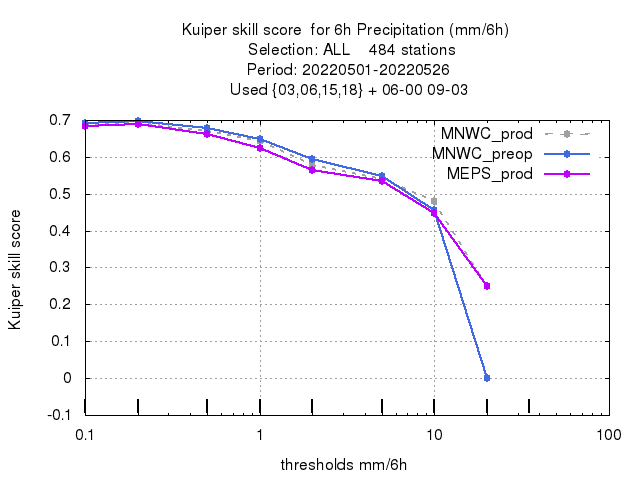 Kuiper skill score  for 6h Precipitation (mm/6h)
Selection: ALL    484 stations
Period: 20220501-20220526
Used {03,06,15,18} + 06-00 09-03
MNWC_prod
MNWC_preop
MEPS_prod
0.7
0.6
0.5
0.4
0.3
0.2
0.1
0
-0.1
Kuiper skill score
0.1 1 10 100
thresholds mm/6h